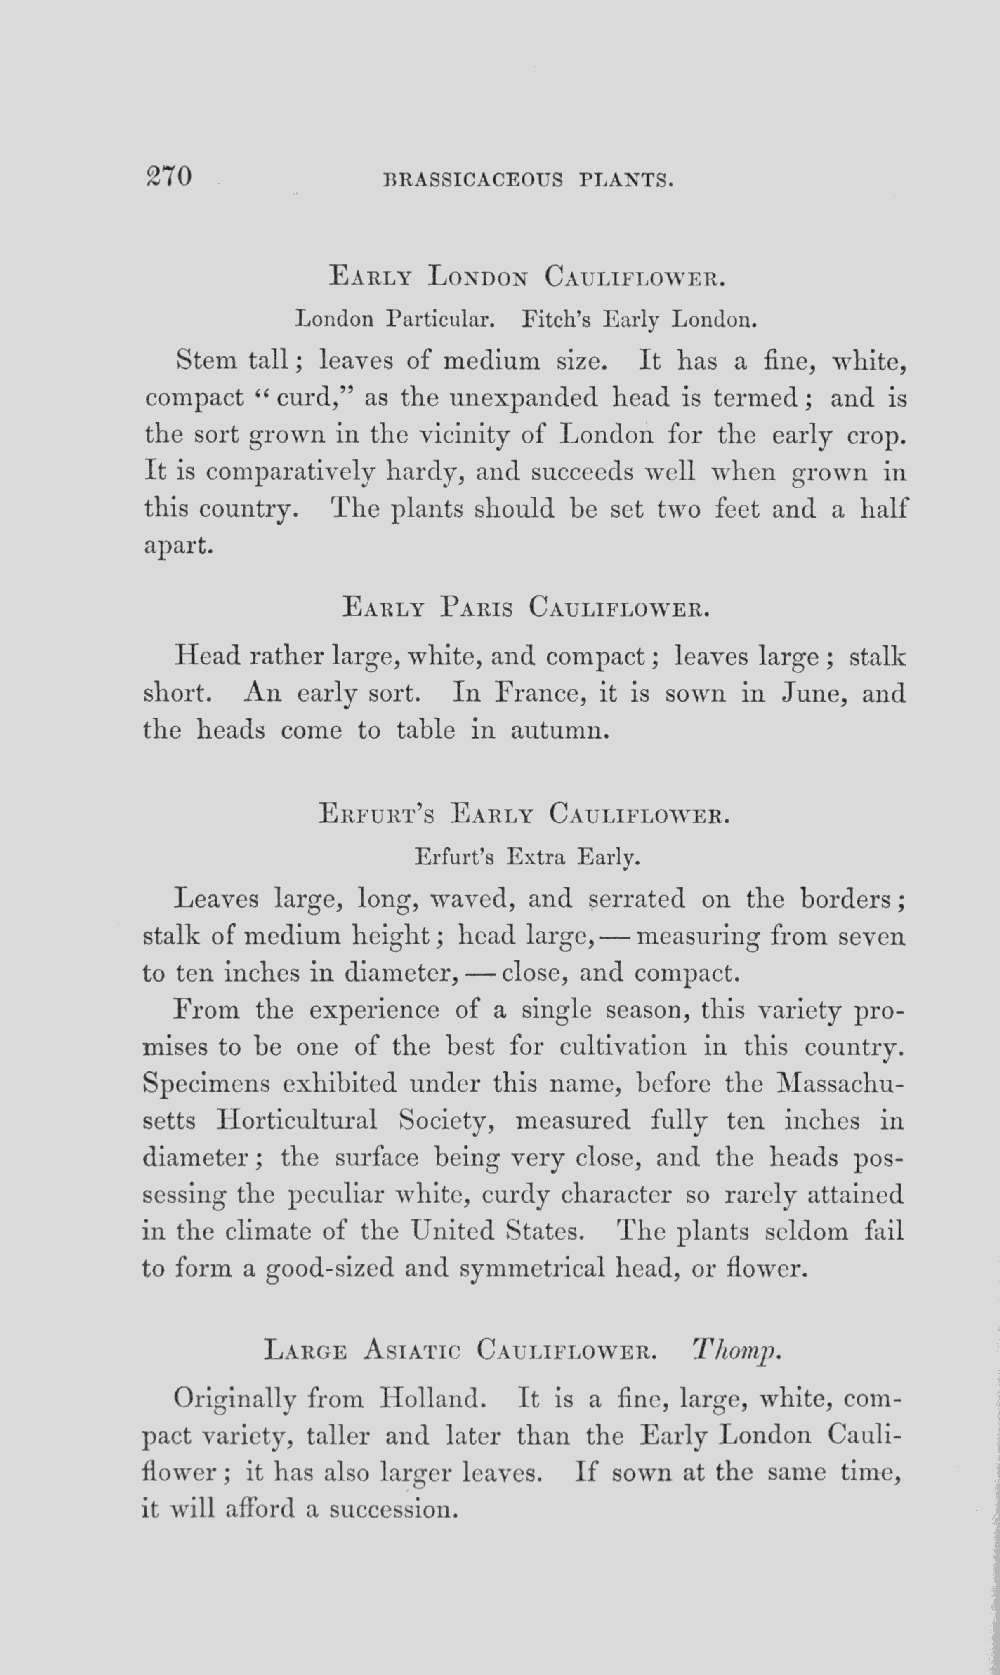 270 BRASSICACEOUS PLANTS.
EARLY LONDON CAULIFLOWER.
London Particular. Fitch's Early London.
Stem tall; leaves of medium size. It has a fine, white,
compact "curd," as the unexpanded head is termed; and is
the sort grown in the vicinity of London for the early crop.
It is comparatively hardy, and succeeds well when grown in
this country. The plants should be set two feet and a half
apart.
EARLY PARIS CAULIFLOWER.
Head rather large, white, and compact; leaves large; stalk
short. An early sort. In France, it is sown in June, and
the heads come to table in autumn.
ERFURT'S EARLY CAULIFLOWER.
Erfurt's Extra Early.
Leaves large, long, waved, and serrated on the borders;
stalk of medium height; head large, — measuring from seven
to ten inches in diameter, — close, and compact.
From the experience of a single season, this variety pro-
mises to be one of the best for cultivation in this country.
Specimens exhibited under this name, before the Massachu-
setts Horticultural Society, measured fully ten inches in
diameter; the surface being very close, and the heads pos-
sessing the peculiar white, curdy character so rarely attained
in the climate of the United States. The plants seldom fail
to form a good-sized and symmetrical head, or flower.
LARGE ASIATIC CAULIFLOWER. Thomp.
Originally from Holland. It is a fine, large, white, com-
pact variety, taller and later than the Early London Cauli-
flower; it has also larger leaves. If sown at the same time,
it will afford a succession.